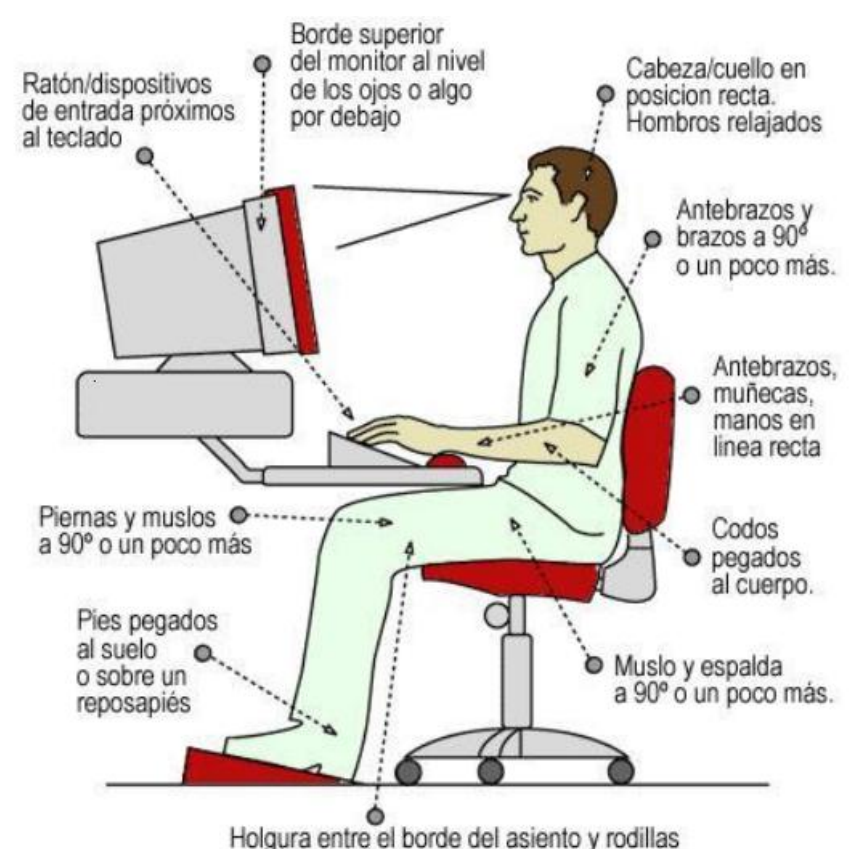 Borde superior
del monitor al nivel
de los ojos o algo
por debajo
Ratón/dispositivos
de entrada próximos
al teclado
Cabeza/cuello en
posicion recta.
Hombros relajados
Antebrazos y
brazos a 90º
o un poco más.
Antebrazos,
muñecas,
manos en
linea recta
Piernas y muslos
a 90º o un poco más
Codos
pegados
al cuerpo.
Pies pegados
al suelo
o sobre un
reposapiés
Muslo y espalda
a 90º o un poco más.
Holgura entre el borde del asiento y rodillas